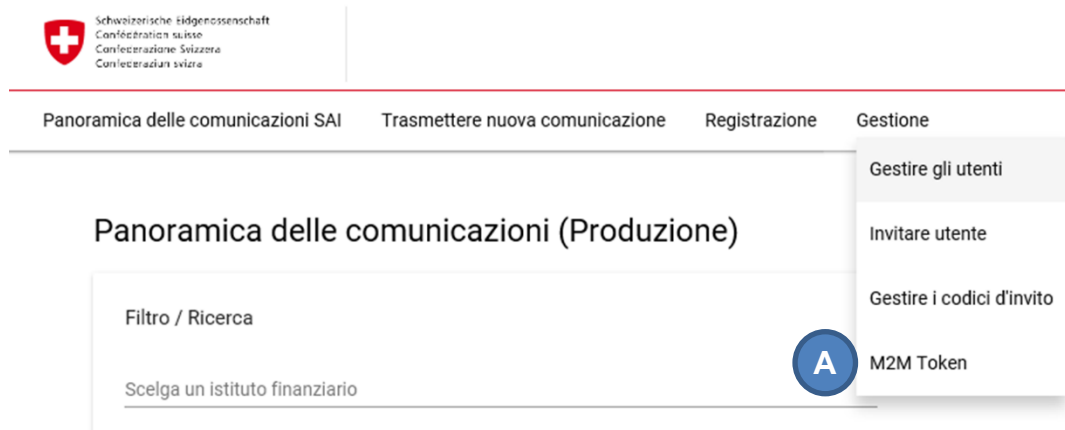 Schweizerische Eidgenossenschaft
Confédération suisse
Confederazione Svizzera
Confederaziun svizra
Panoramica delle comunicazioni SAI Trasmettere nuova comunicazione Registrazione Gestione
Gestire gli utenti
Panoramica delle comunicazioni (Produzione)
Invitare utente
Gestire i codici d'invito
Filtro / Ricerca
A M2M Token
Scelga un istituto finanziario